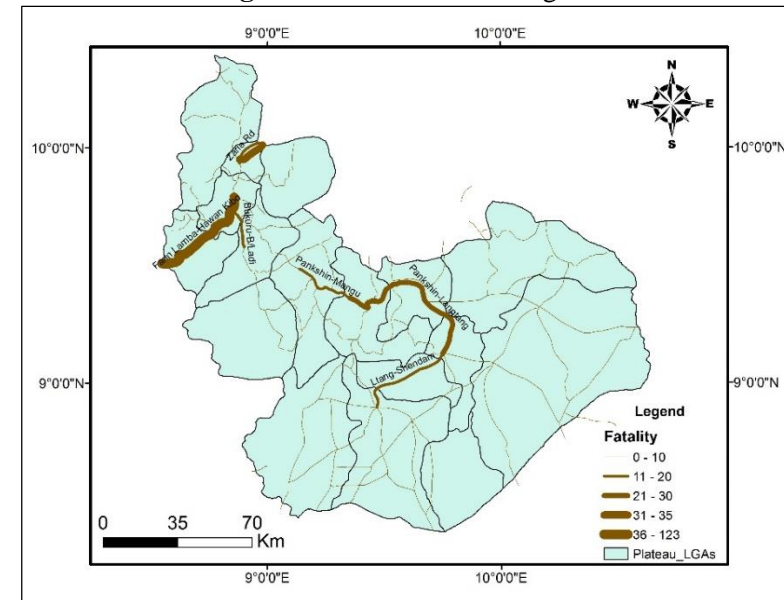 9°0'0"E 10°0'0"E
N
W E
S
10°0'0"N 10°0'0"N
Zaria Rd
Bukuru-B/Ladi
Pankshin-Mangu
Pankshin-Langtang
Ltang-Shendam
9°0'0"N 9°0'0"N
Legend
Fatality
0 - 10
11 - 20
21 - 30
31 - 35
36 - 123
Plateau_LGAs
0 35 70
Km
9°0'0"E 10°0'0"E